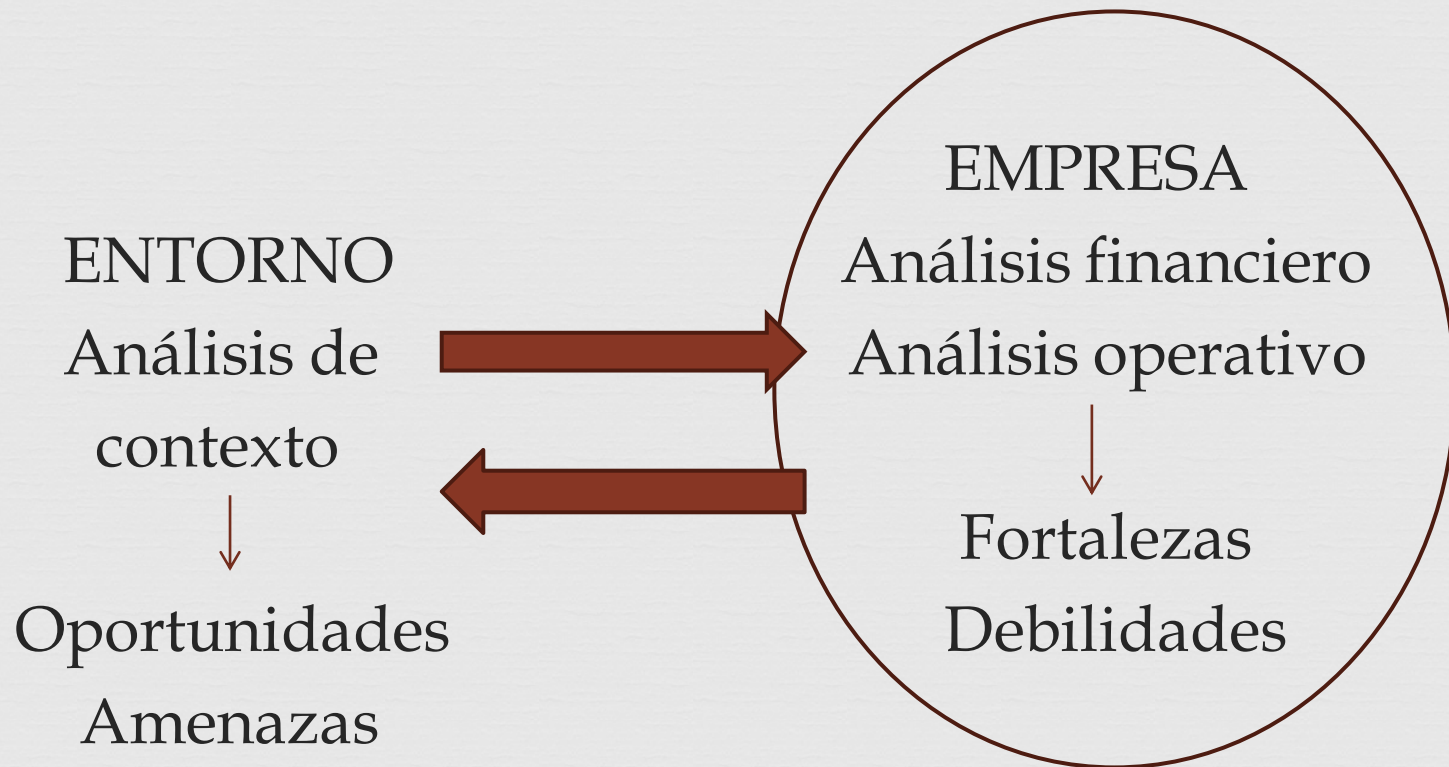 ENTORNO
Análisis de
contexto
Oportunidades
Amenazas
EMPRESA
Análisis financiero
Análisis operativo
Fortalezas
Debilidades